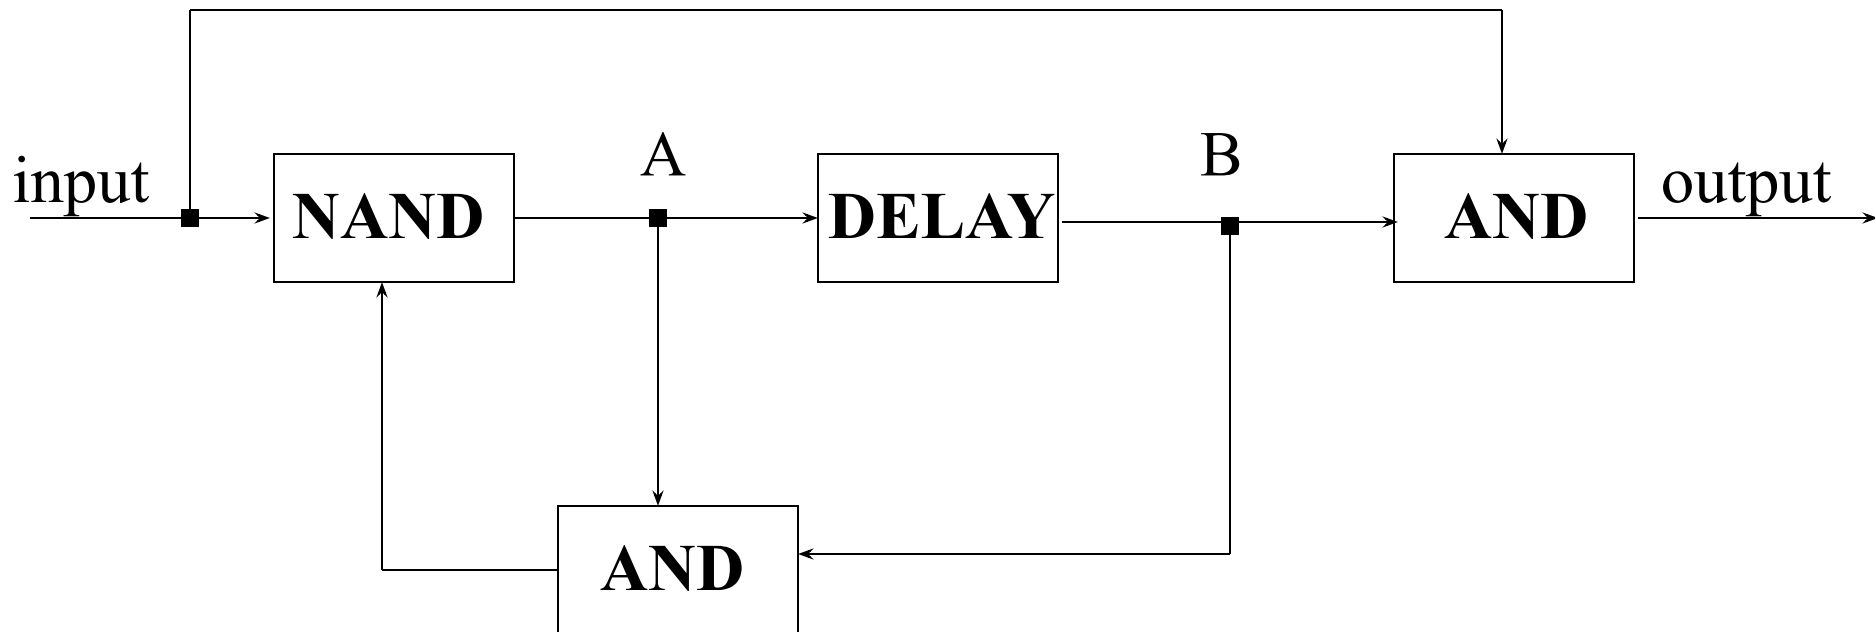 input
NAND
A
DELAY
B
AND
output
AND